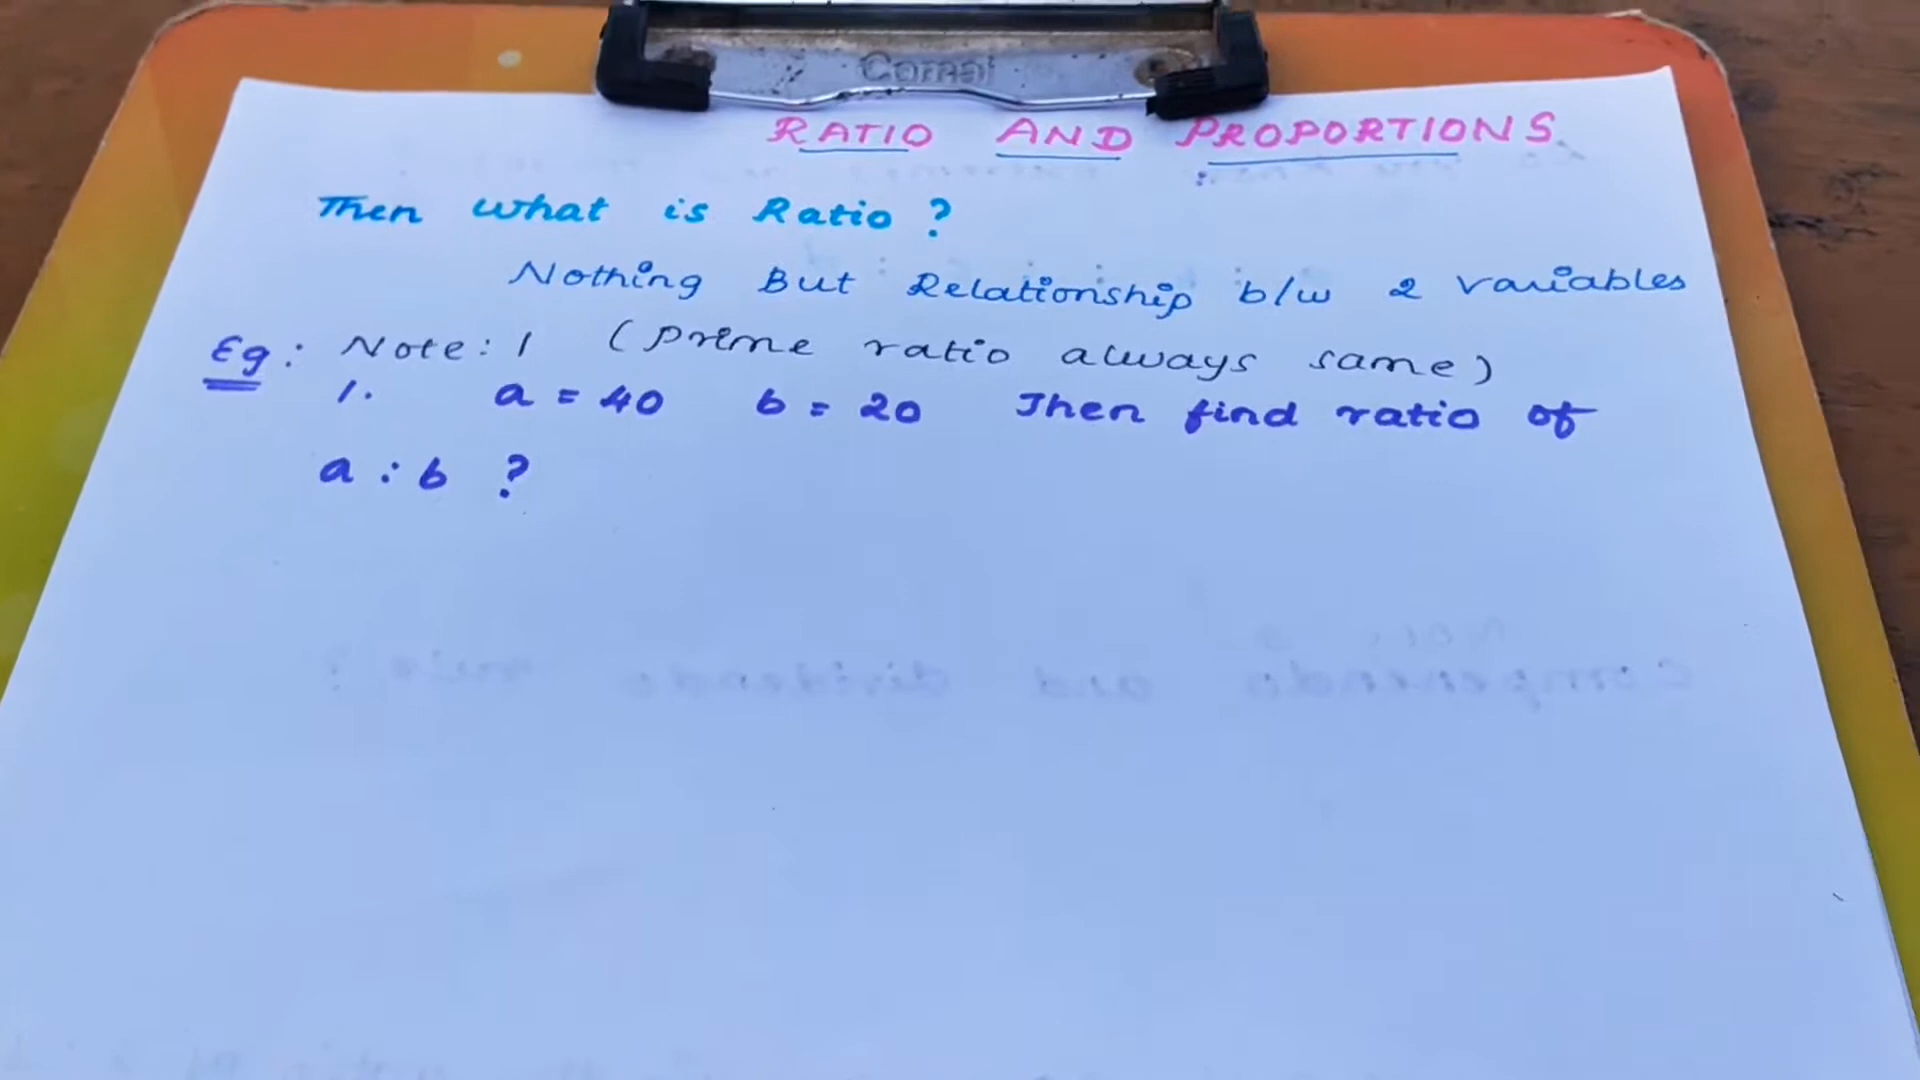 Comai
RATIO AND PROPORTIONS
Then what is Ratio ?
Nothing But Relationship b/w 2 variables
Eg : Note : 1 (prime ratio always same)
1. a = 40 b = 20 Then find ratio of
a : b ?